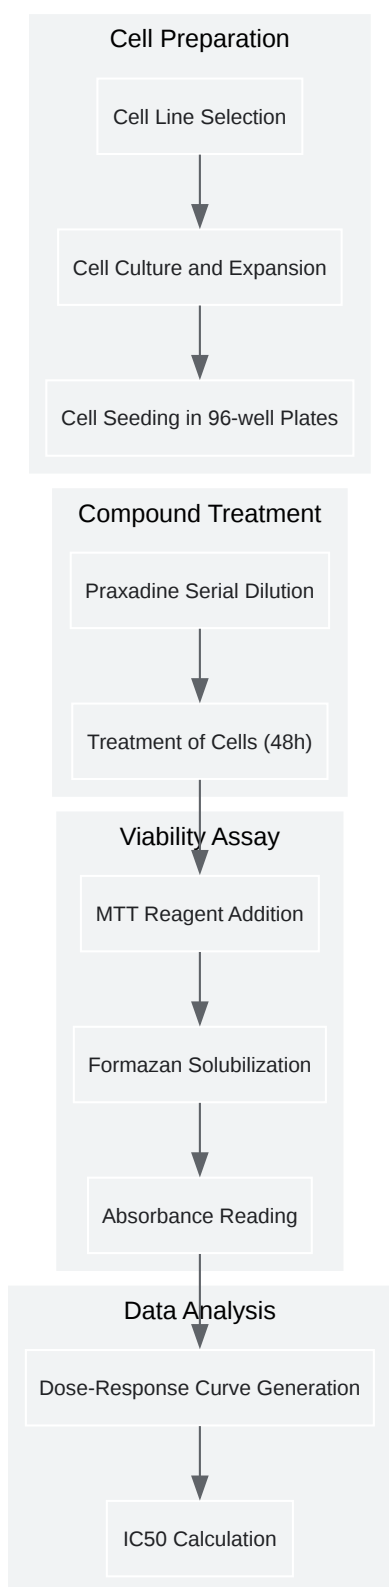 Cell Preparation
Cell Line Selection
Cell Culture and Expansion
Cell Seeding in 96-well Plates
Compound Treatment
Praxadine Serial Dilution
Treatment of Cells (48h)
Viability Assay
MTT Reagent Addition
Formazan Solubilization
Absorbance Reading
Data Analysis
Dose-Response Curve Generation
IC50 Calculation